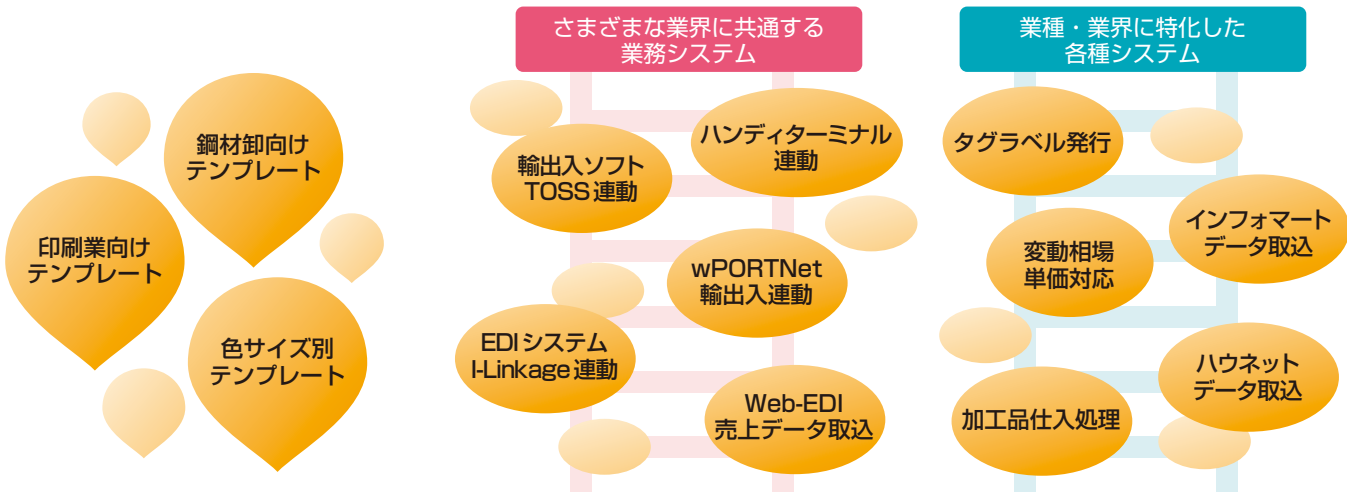 鋼材卸向け
テンプレート
印刷業向け
テンプレート
色サイズ別
テンプレート
さまざまな業界に共通する
業務システム
ハンディターミナル
連動
輸出入ソフト
TOSS連動
wPORTNet
輸出入連動
EDIシステム
I-Linkage連動
Web-EDI
売上データ取込
業種・業界に特化した
各種システム
タグラベル発行
インフォマート
データ取込
変動相場
単価対応
ハウネット
データ取込
加工品仕入処理